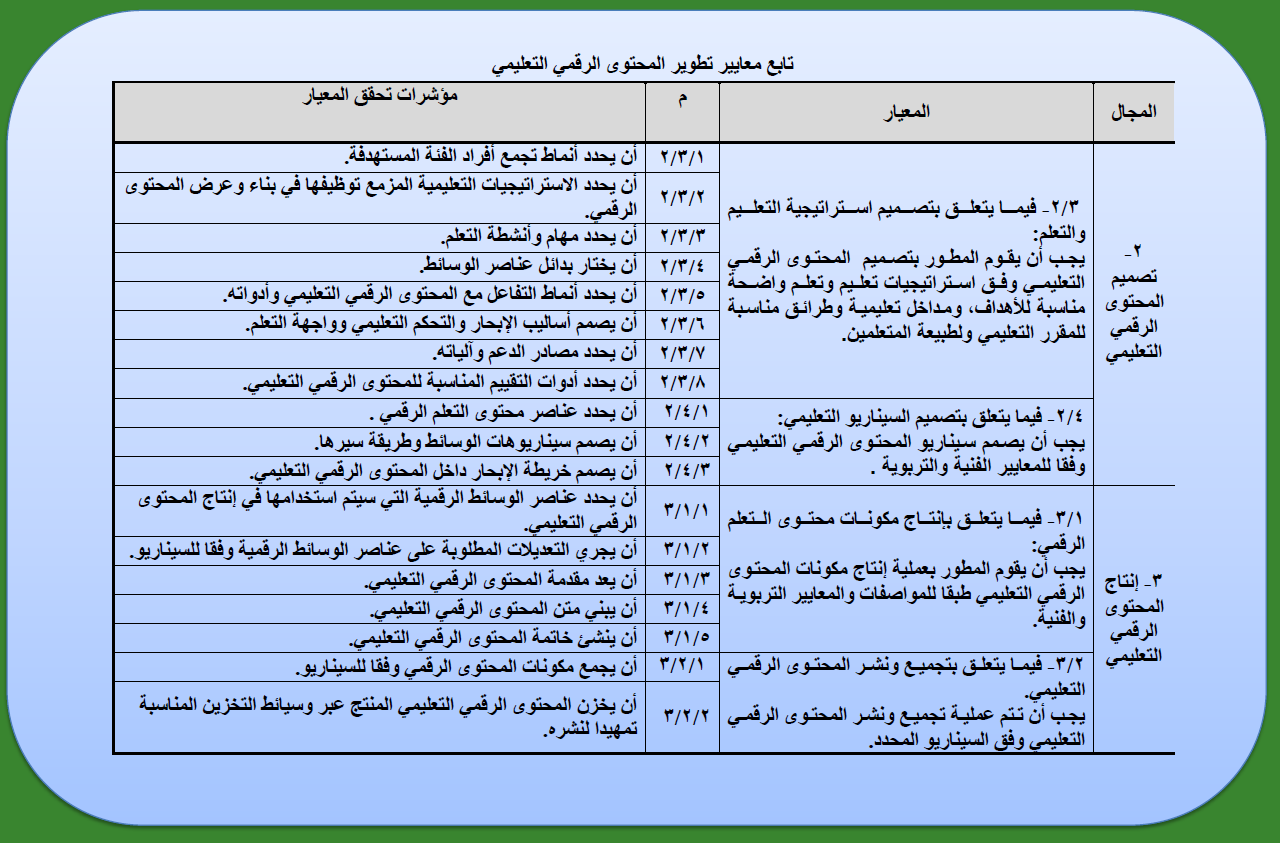 تابع معايير تطوير المحتوى الرقمي التعليمي
المجال
المعيار
م
مؤشرات تحقق المعيار
٢-
تصميم
المحتوى
الرقمي
التعليمي
٢/٣- فيما يتعلق بتصميم استراتيجية التعليم
والتعلم:
يجب أن يقوم المطور بتصميم المحتوى الرقمي
التعليمي وفق استراتيجيات تعليم وتعلم واضحة
مناسبة للأهداف، ومداخل تعليمية وطرائق مناسبة
للمقرر التعليمي ولطبيعة المتعلمين.
٢/٣/١
أن يحدد أنماط تجمع أفراد الفئة المستهدفة.
٢/٣/٢
أن يحدد الاستراتيجيات التعليمية المزمع توظيفها في بناء وعرض المحتوى
الرقمي.
٢/٣/٣
أن يحدد مهام وأنشطة التعلم.
٢/٣/٤
أن يختار بدائل عناصر الوسائط.
٢/٣/٥
أن يحدد أنماط التفاعل مع المحتوى الرقمي التعليمي وأدواته.
٢/٣/٦
أن يصمم أساليب الإبحار والتحكم التعليمي وواجهة التعلم.
٢/٣/٧
أن يحدد مصادر الدعم وآلياته.
٢/٣/٨
أن يحدد أدوات التقييم المناسبة للمحتوى الرقمي التعليمي.
٢/٤- فيما يتعلق بتصميم السيناريو التعليمي:
يجب أن يصمم سيناريو المحتوى الرقمي التعليمي
وفقا للمعايير الفنية والتربوية .
٢/٤/١
أن يحدد عناصر محتوى التعلم الرقمي .
٢/٤/٢
أن يصمم سيناريوهات الوسائط وطريقة سيرها.
٢/٤/٣
أن يصمم خريطة الإبحار داخل المحتوى الرقمي التعليمي.
٣- إنتاج
المحتوى
الرقمي
التعليمي
٣/١- فيما يتعلق بإنتاج مكونات محتوى التعلم
الرقمي:
يجب أن يقوم المطور بعملية إنتاج مكونات المحتوى
الرقمي التعليمي طبقا للمواصفات والمعايير التربوية
والفنية.
٣/١/١
أن يحدد عناصر الوسائط الرقمية التي سيتم استخدامها في إنتاج المحتوى
الرقمي التعليمي.
٣/١/٢
أن يجري التعديلات المطلوبة على عناصر الوسائط الرقمية وفقا للسيناريو.
٣/١/٣
أن يعد مقدمة المحتوى الرقمي التعليمي.
٣/١/٤
أن يبني متن المحتوى الرقمي التعليمي.
٣/١/٥
أن ينشئ خاتمة المحتوى الرقمي التعليمي.
٣/٢- فيما يتعلق بتجميع ونشر المحتوى الرقمي
التعليمي.
يجب أن تتم عملية تجميع ونشر المحتوى الرقمي
التعليمي وفق السيناريو المحدد.
٣/٢/١
أن يجمع مكونات المحتوى الرقمي وفقا للسيناريو.
٣/٢/٢
أن يخزن المحتوى الرقمي التعليمي المنتج عبر وسيائط التخزين المناسبة
تمهيدا لنشره.